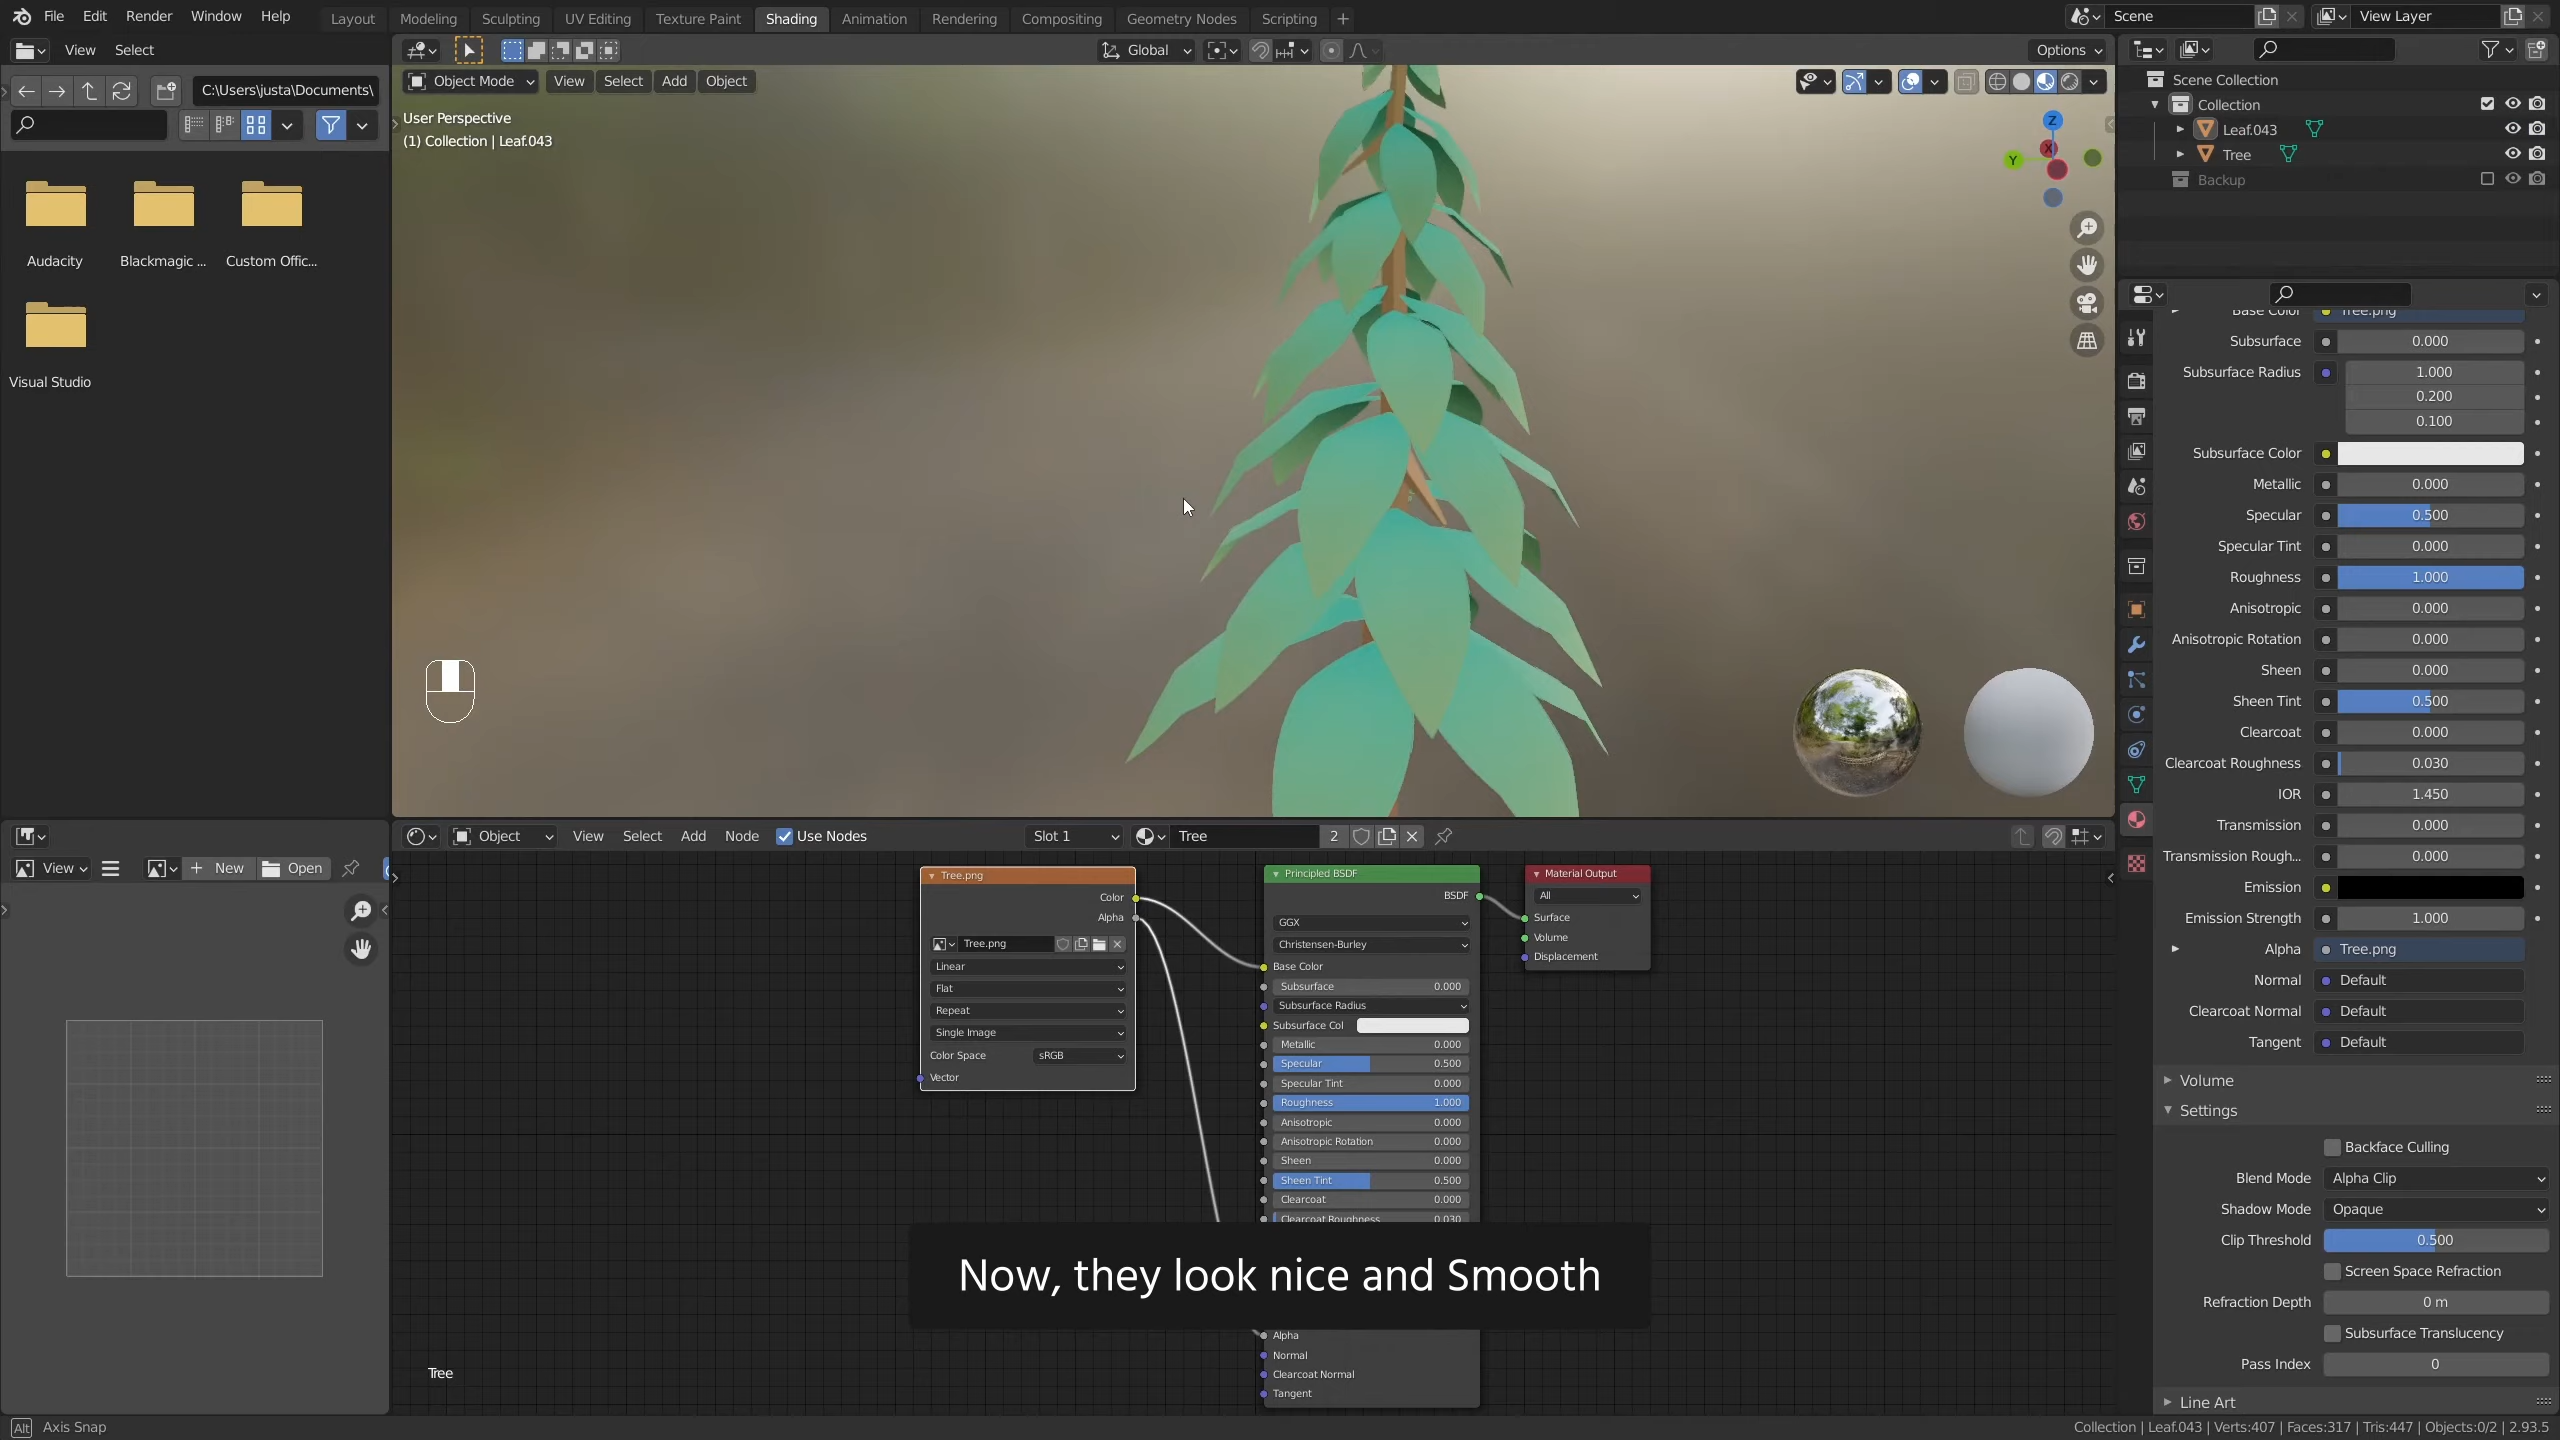 File Edit Render Window Help Layout Modeling Sculpting UV Editing Texture Paint Shading Animation Rendering Compositing Geometry Nodes Scripting + Scene View Layer
View Select
Global
Options
C:\Users\justa\Documents\
Audacity
Blackmagic ...
Custom Offic...
Visual Studio
Object Mode View Select Add Object
User Perspective
(1) Collection | Leaf.043
Z
Y
X
Scene Collection
Collection
Leaf.043
Tree
Backup
Base Color Tree.png
Subsurface 0.000
Subsurface Radius 1.000
0.200
0.100
Subsurface Color
Metallic 0.000
Specular 0.500
Specular Tint 0.000
Roughness 1.000
Anisotropic 0.000
Anisotropic Rotation 0.000
Sheen 0.000
Sheen Tint 0.500
Clearcoat 0.000
Clearcoat Roughness 0.030
IOR 1.450
Transmission 0.000
Transmission Rough... 0.000
Emission
Emission Strength 1.000
Alpha Tree.png
Normal Default
Clearcoat Normal Default
Tangent Default
Volume
Settings
Backface Culling
Blend Mode Alpha Clip
Shadow Mode Opaque
Clip Threshold 0.500
Screen Space Refraction
Refraction Depth 0 m
Subsurface Translucency
Pass Index 0
Line Art
View New Open
Object View Select Add Node Use Nodes Slot 1 Tree 2
Tree.png
Color
Alpha
Tree.png
Linear
Flat
Repeat
Single Image
Color Space sRGB
Vector
Principled BSDF
BSDF
GGX
Christensen-Burley
Base Color
Subsurface 0.000
Subsurface Radius
Subsurface Col
Metallic 0.000
Specular 0.500
Specular Tint 0.000
Roughness 1.000
Anisotropic 0.000
Anisotropic Rotation 0.000
Sheen 0.000
Sheen Tint 0.500
Clearcoat 0.000
Clearcoat Roughness 0.030
Alpha
Normal
Clearcoat Normal
Tangent
Material Output
All
Surface
Volume
Displacement
Now, they look nice and Smooth
Tree
Alt Axis Snap
Collection | Leaf.043 | Verts:407 | Faces:317 | Tris:447 | Objects:0/2 | 2.93.5